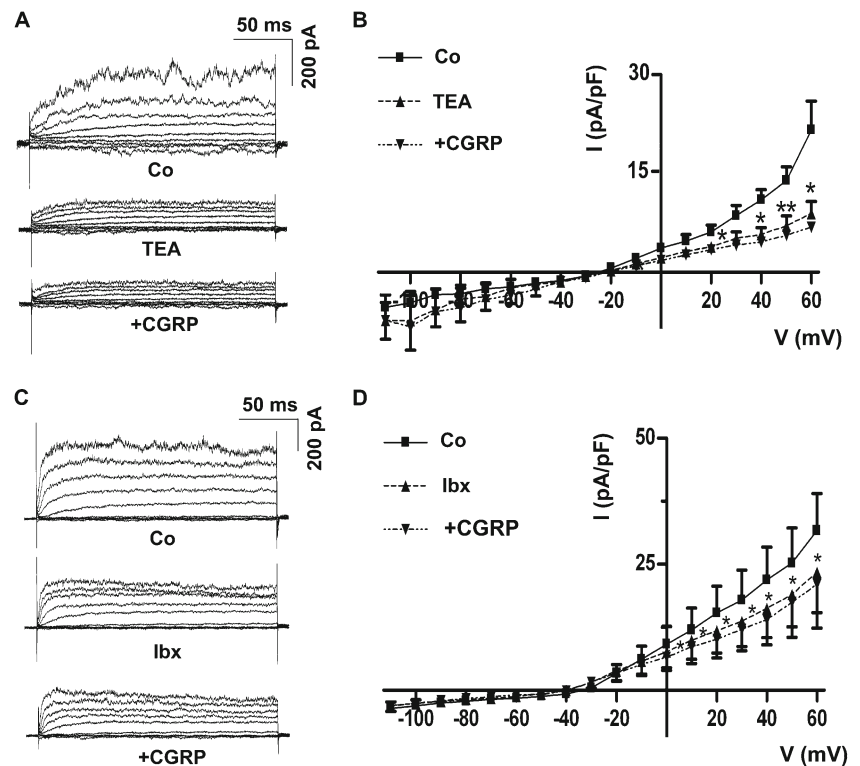 A
50 ms
200 pA
Co
TEA
+CGRP
B
Co
TEA
+CGRP
I (pA/pF)
30
15
* * ** *
-100 -80 -60 -40 -20 20 40 60
V (mV)
C
50 ms
200 pA
Co
Ibx
+CGRP
D
Co
Ibx
+CGRP
I (pA/pF)
50
25
* * * * * * *
-100 -80 -60 -40 -20 20 40 60
V (mV)